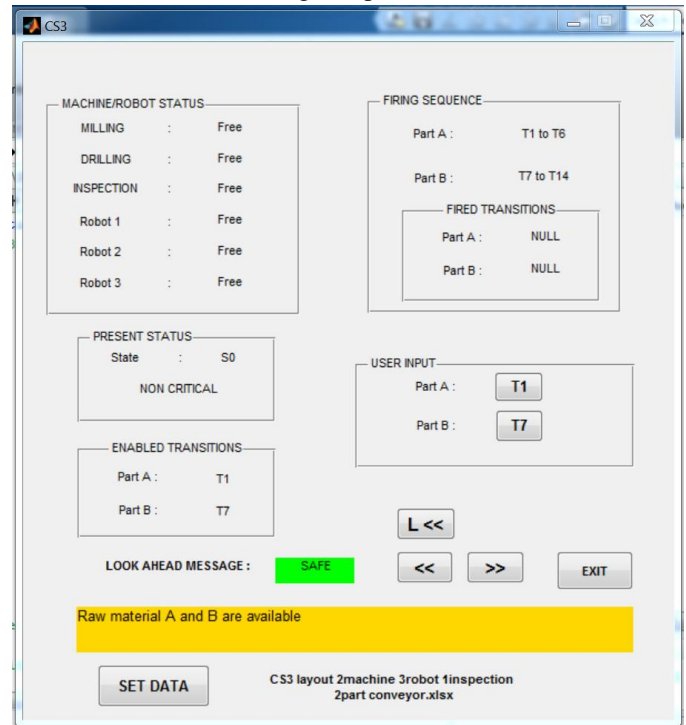 CS3
MACHINE/ROBOT STATUS
MILLING : Free
DRILLING : Free
INSPECTION : Free
Robot 1 : Free
Robot 2 : Free
Robot 3 : Free
FIRING SEQUENCE
Part A : T1 to T6
Part B : T7 to T14
FIRED TRANSITIONS
Part A : NULL
Part B : NULL
PRESENT STATUS
State : S0
NON CRITICAL
USER INPUT
Part A : T1
Part B : T7
ENABLED TRANSITIONS
Part A : T1
Part B : T7
L <<
LOOK AHEAD MESSAGE : SAFE
<< >> EXIT
Raw material A and B are available
SET DATA
CS3 layout 2machine 3robot 1inspection
2part conveyor.xlsx